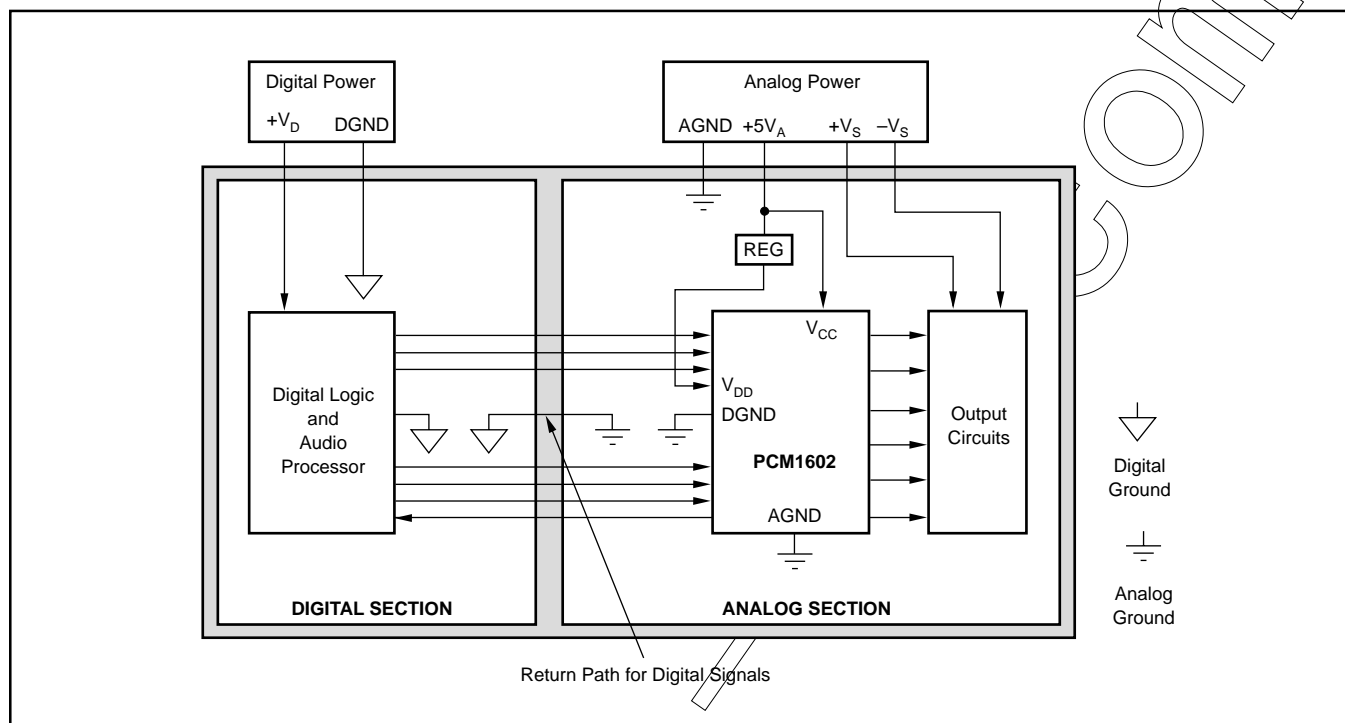 Digital Power
+V_D DGND
Analog Power
AGND +5V_A +V_S –V_S
REG
V_CC
V_DD
DGND
PCM1602
AGND
Digital Logic
and
Audio
Processor
Output
Circuits
DIGITAL SECTION
ANALOG SECTION
Return Path for Digital Signals
Digital
Ground
Analog
Ground
com